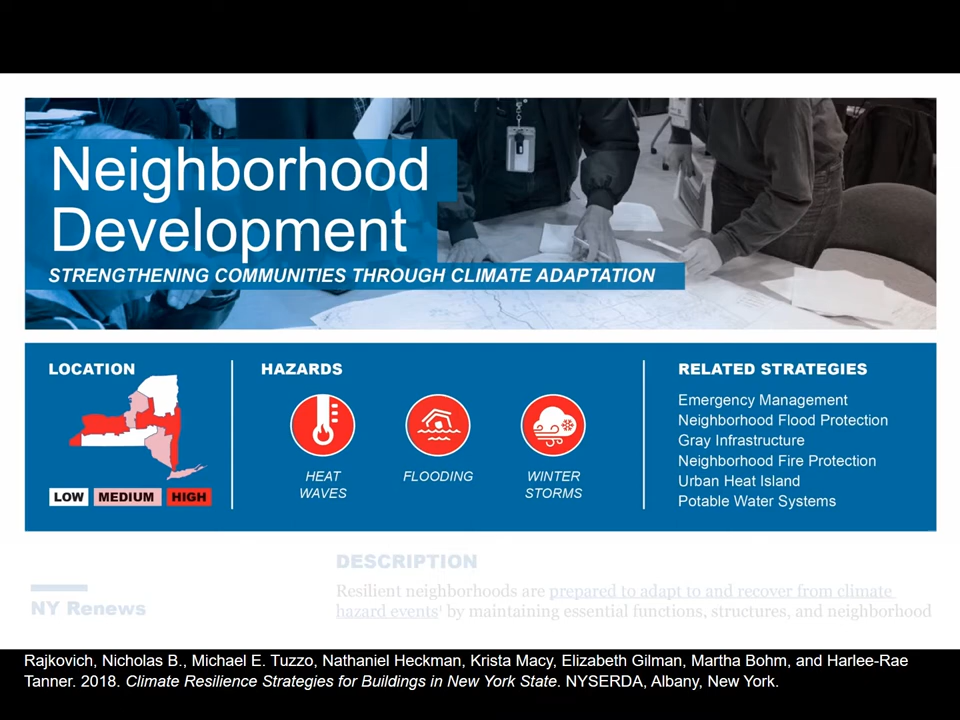 Neighborhood
Development
STRENGTHENING COMMUNITIES THROUGH CLIMATE ADAPTATION
LOCATION
LOW MEDIUM HIGH
HAZARDS
HEAT
WAVES
FLOODING
WINTER
STORMS
RELATED STRATEGIES
Emergency Management
Neighborhood Flood Protection
Gray Infrastructure
Neighborhood Fire Protection
Urban Heat Island
Potable Water Systems
NY Renews
DESCRIPTION
Resilient neighborhoods are prepared to adapt to and recover from climate
hazard events¹ by maintaining essential functions, structures, and neighborhood
Rajkovich, Nicholas B., Michael E. Tuzzo, Nathaniel Heckman, Krista Macy, Elizabeth Gilman, Martha Bohm, and Harlee-Rae
Tanner. 2018. Climate Resilience Strategies for Buildings in New York State. NYSERDA, Albany, New York.